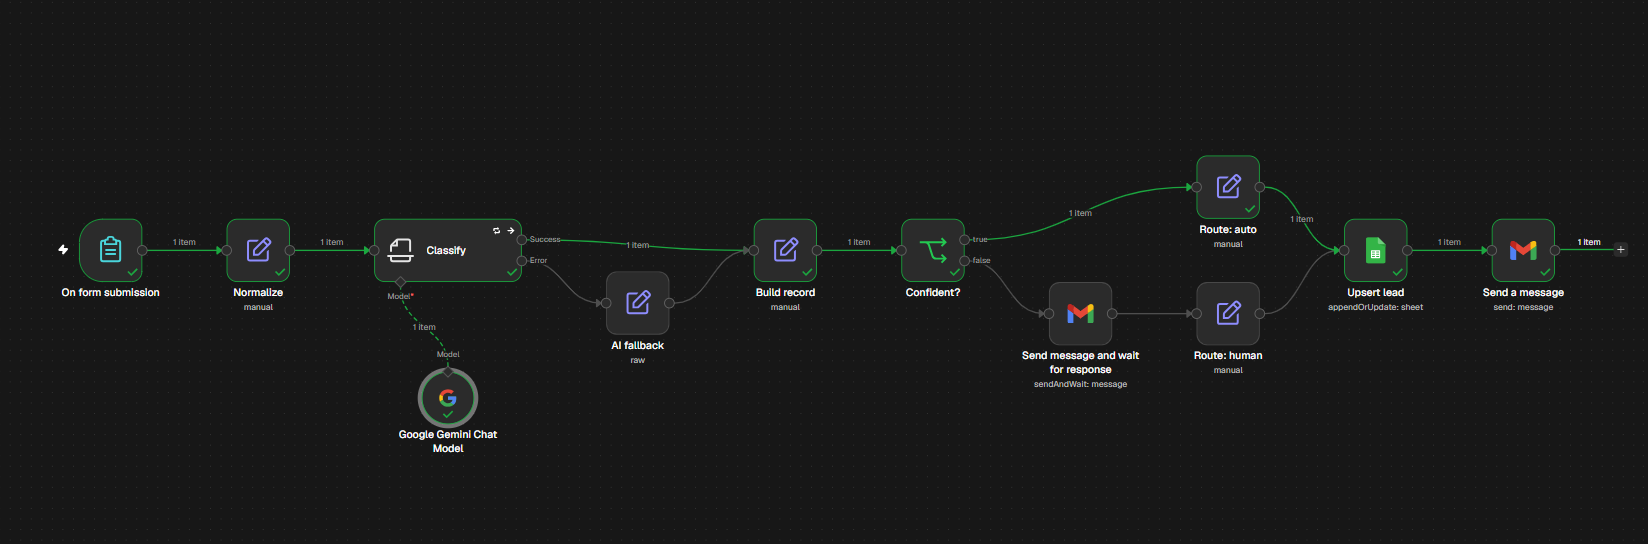 On form submission
1 item
Normalize
manual
1 item
Classify
Success
Error
Model*
1 item
Model
Google Gemini Chat
Model
1 item
AI fallback
raw
Build record
manual
1 item
Confident?
true
false
1 item
Route: auto
manual
1 item
Send message and wait
for response
sendAndWait: message
Route: human
manual
Upsert lead
appendOrUpdate: sheet
1 item
Send a message
send: message
1 item